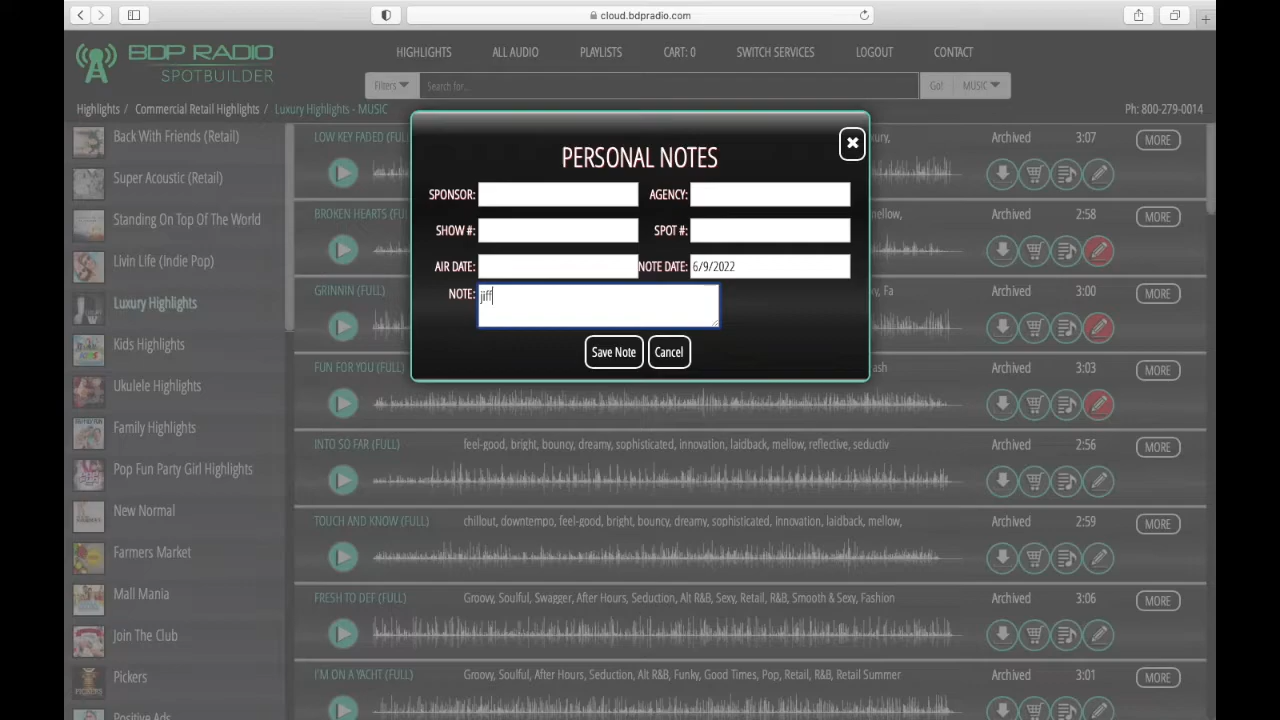 cloud.bdpradio.com
BDP RADIO
SPOTBUILDER
HIGHLIGHTS ALL AUDIO PLAYLISTS CART: 0 SWITCH SERVICES LOGOUT CONTACT
Filters Search for... Go! MUSIC
Highlights / Commercial Retail Highlights / Luxury Highlights - MUSIC Ph: 800-279-0014
Back With Friends (Retail)
Super Acoustic (Retail)
Standing On Top Of The World
Livin Life (Indie Pop)
Luxury Highlights
Kids Highlights
Ukulele Highlights
Family Highlights
Pop Fun Party Girl Highlights
New Normal
Farmers Market
Mall Mania
Join The Club
Pickers
Positive Ads
PERSONAL NOTES
SPONSOR: AGENCY:
SHOW #: SPOT #:
AIR DATE: NOTE DATE: 6/9/2022
NOTE: jiff
Save Note Cancel
LOW KEY FADED (FULL) Archived 3:07 MORE
BROKEN HEARTS (FU mellow, Archived 2:58 MORE
GRINNIN (FULL) Fa Archived 3:00 MORE
FUN FOR YOU (FULL) ash Archived 3:03 MORE
INTO SO FAR (FULL) feel-good, bright, bouncy, dreamy, sophisticated, innovation, laidback, mellow, reflective, seductiv Archived 2:56 MORE
TOUCH AND KNOW (FULL) chillout, downtempo, feel-good, bright, bouncy, dreamy, sophisticated, innovation, laidback, mellow, Archived 2:59 MORE
FRESH TO DEF (FULL) Groovy, Soulful, Swagger, After Hours, Seduction, Alt R&B, Sexy, Retail, R&B, Smooth & Sexy, Fashion Archived 3:06 MORE
I'M ON A YACHT (FULL) Groovy, Soulful, After Hours, Seduction, Alt R&B, Funky, Good Times, Pop, Retail, R&B, Retail Summer Archived 3:01 MORE